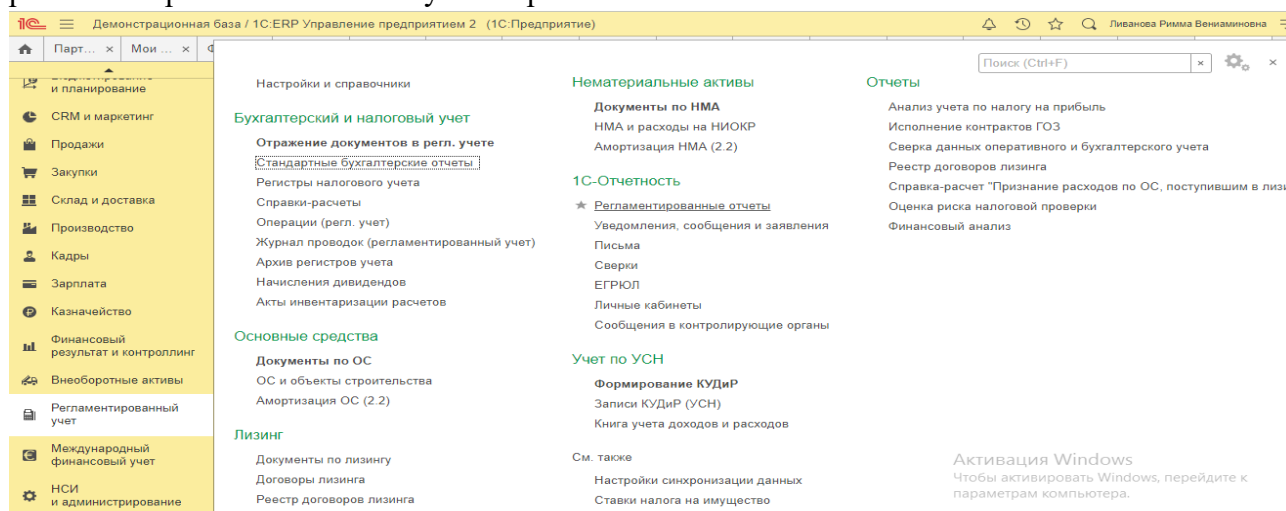 1С Демонстрационная база / 1С:ERP Управление предприятием 2 (1С:Предприятие) Ливанова Римма Вениаминовна
Парт... × Мои ... ×
Поиск (Ctrl+F) × ×
и планирование
CRM и маркетинг
Продажи
Закупки
Склад и доставка
Производство
Кадры
Зарплата
Казначейство
Финансовый
результат и контроллинг
Внеоборотные активы
Регламентированный
учет
Международный
финансовый учет
НСИ
и администрирование
Настройки и справочники
Бухгалтерский и налоговый учет
Отражение документов в регл. учете
Стандартные бухгалтерские отчеты
Регистры налогового учета
Справки-расчеты
Операции (регл. учет)
Журнал проводок (регламентированный учет)
Архив регистров учета
Начисления дивидендов
Акты инвентаризации расчетов
Основные средства
Документы по ОС
ОС и объекты строительства
Амортизация ОС (2.2)
Лизинг
Документы по лизингу
Договоры лизинга
Реестр договоров лизинга
Нематериальные активы
Документы по НМА
НМА и расходы на НИОКР
Амортизация НМА (2.2)
1С-Отчетность
Регламентированные отчеты
Уведомления, сообщения и заявления
Письма
Сверки
ЕГРЮЛ
Личные кабинеты
Сообщения в контролирующие органы
Учет по УСН
Формирование КУДиР
Записи КУДиР (УСН)
Книга учета доходов и расходов
См. также
Настройки синхронизации данных
Ставки налога на имущество
Отчеты
Анализ учета по налогу на прибыль
Исполнение контрактов ГОЗ
Сверка данных оперативного и бухгалтерского учета
Реестр договоров лизинга
Справка-расчет "Признание расходов по ОС, поступившим в лизи
Оценка риска налоговой проверки
Финансовый анализ
Активация Windows
Чтобы активировать Windows, перейдите к
параметрам компьютера.